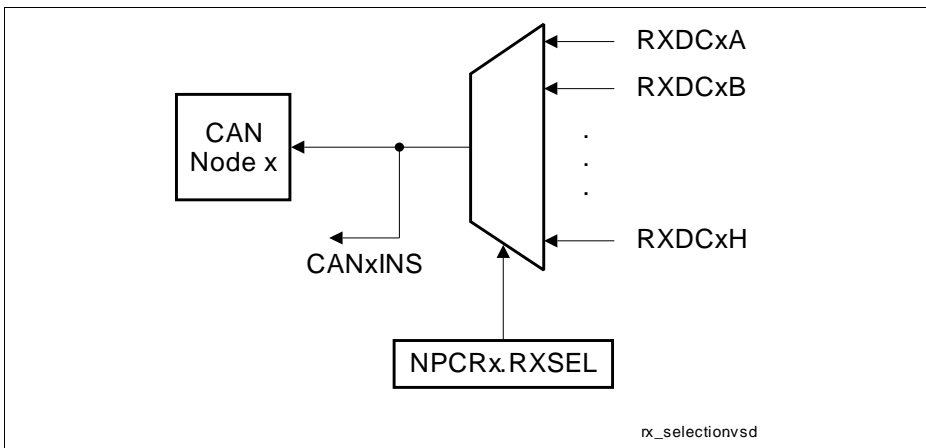 RXDCxA
RXDCxB
.
.
.
CAN
Node x
RXDCxH
CANxINS
NPCRx.RXSEL
rx_selectionvsd